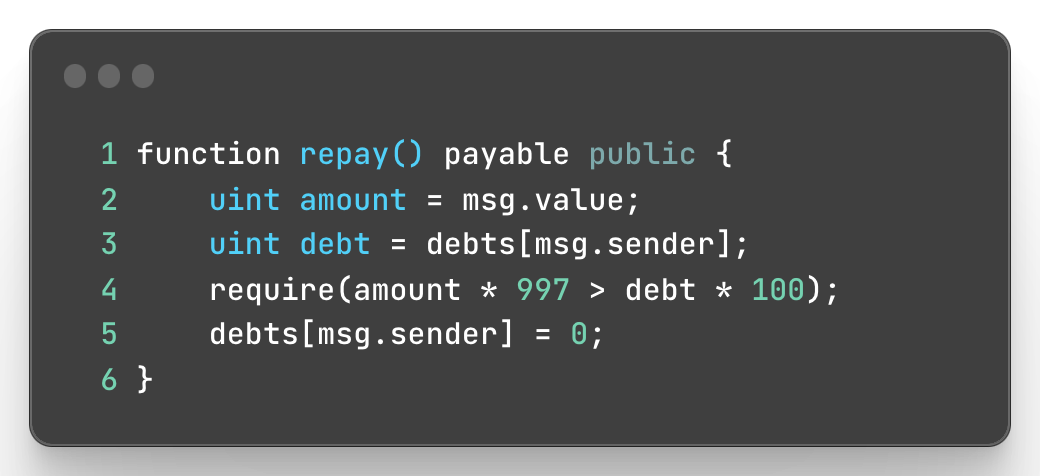 1 function repay() payable public {
2 uint amount = msg.value;
3 uint debt = debts[msg.sender];
4 require(amount * 997 > debt * 100);
5 debts[msg.sender] = 0;
6 }